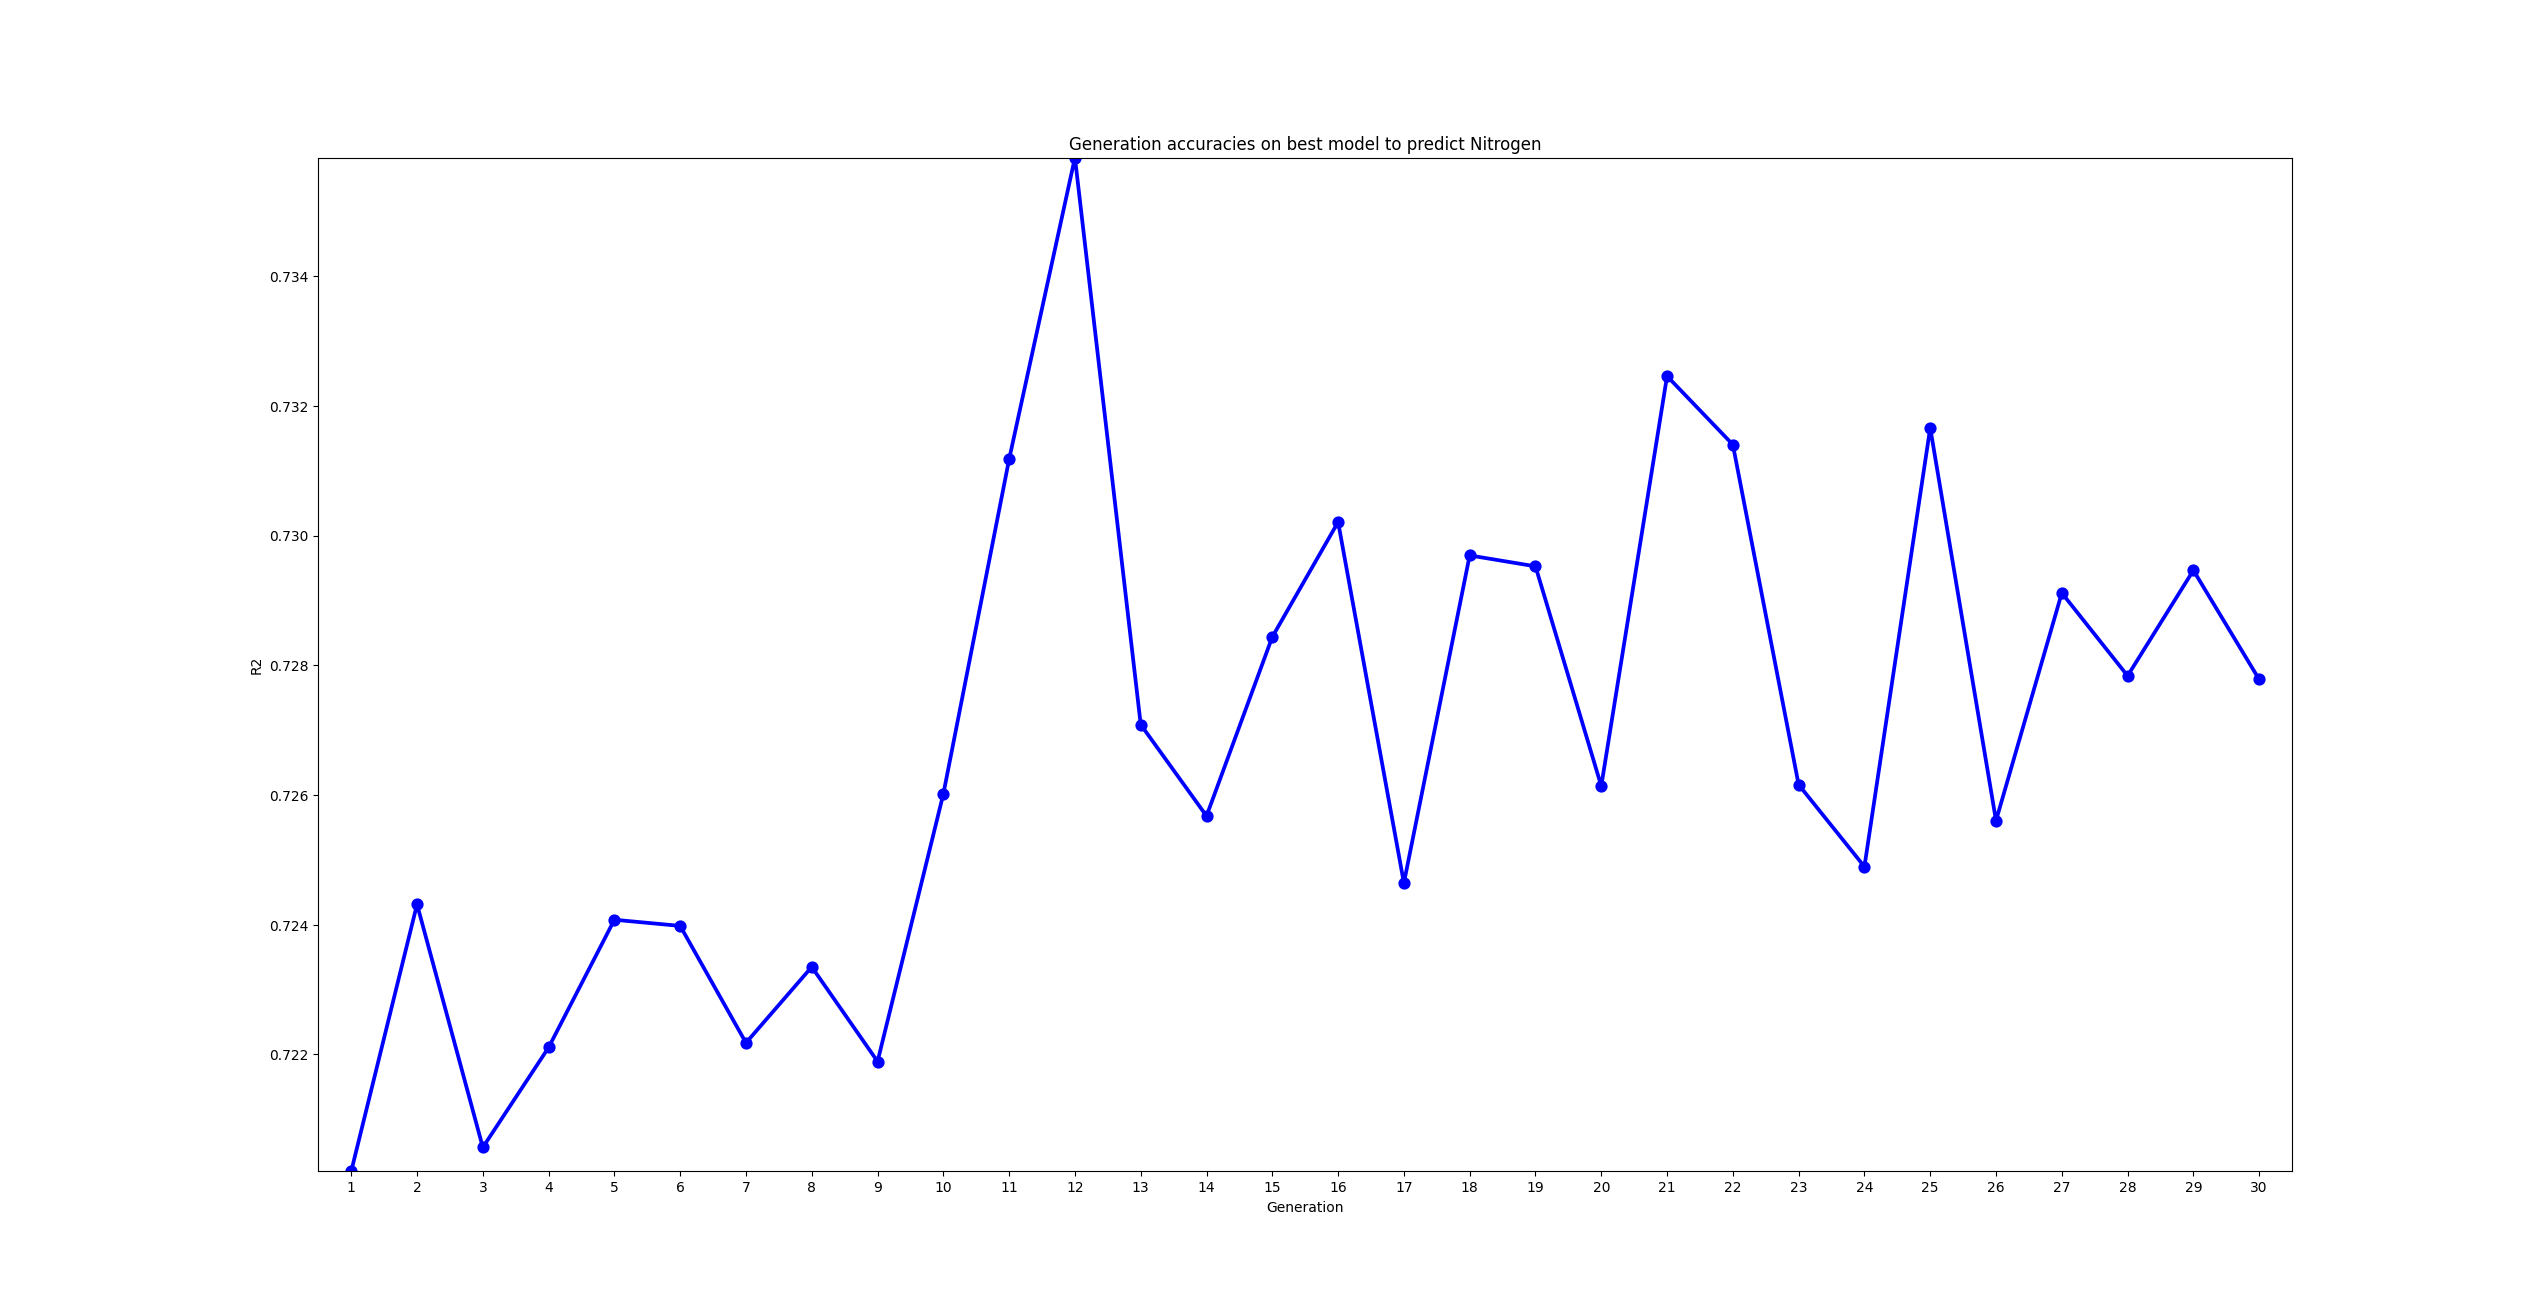 Generation accuracies on best model to predict Nitrogen
0.734
0.732
0.730
0.728
0.726
0.724
0.722
R2
1 2 3 4 5 6 7 8 9 10 11 12 13 14 15 16 17 18 19 20 21 22 23 24 25 26 27 28 29 30
Generation